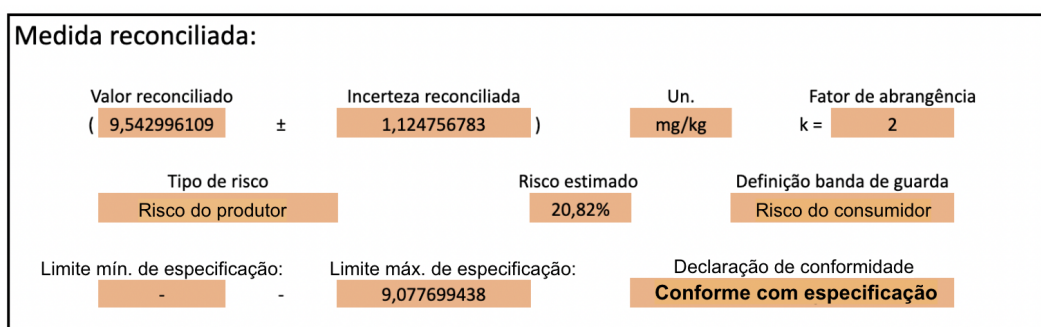 Medida reconciliada:
Valor reconciliado Incerteza reconciliada Un. Fator de abrangência
( 9,542996109 ± 1,124756783 ) mg/kg k = 2
Tipo de risco Risco estimado Definição banda de guarda
Risco do produtor 20,82% Risco do consumidor
Limite mín. de especificação: Limite máx. de especificação: Declaração de conformidade
- - 9,077699438 Conforme com especificação